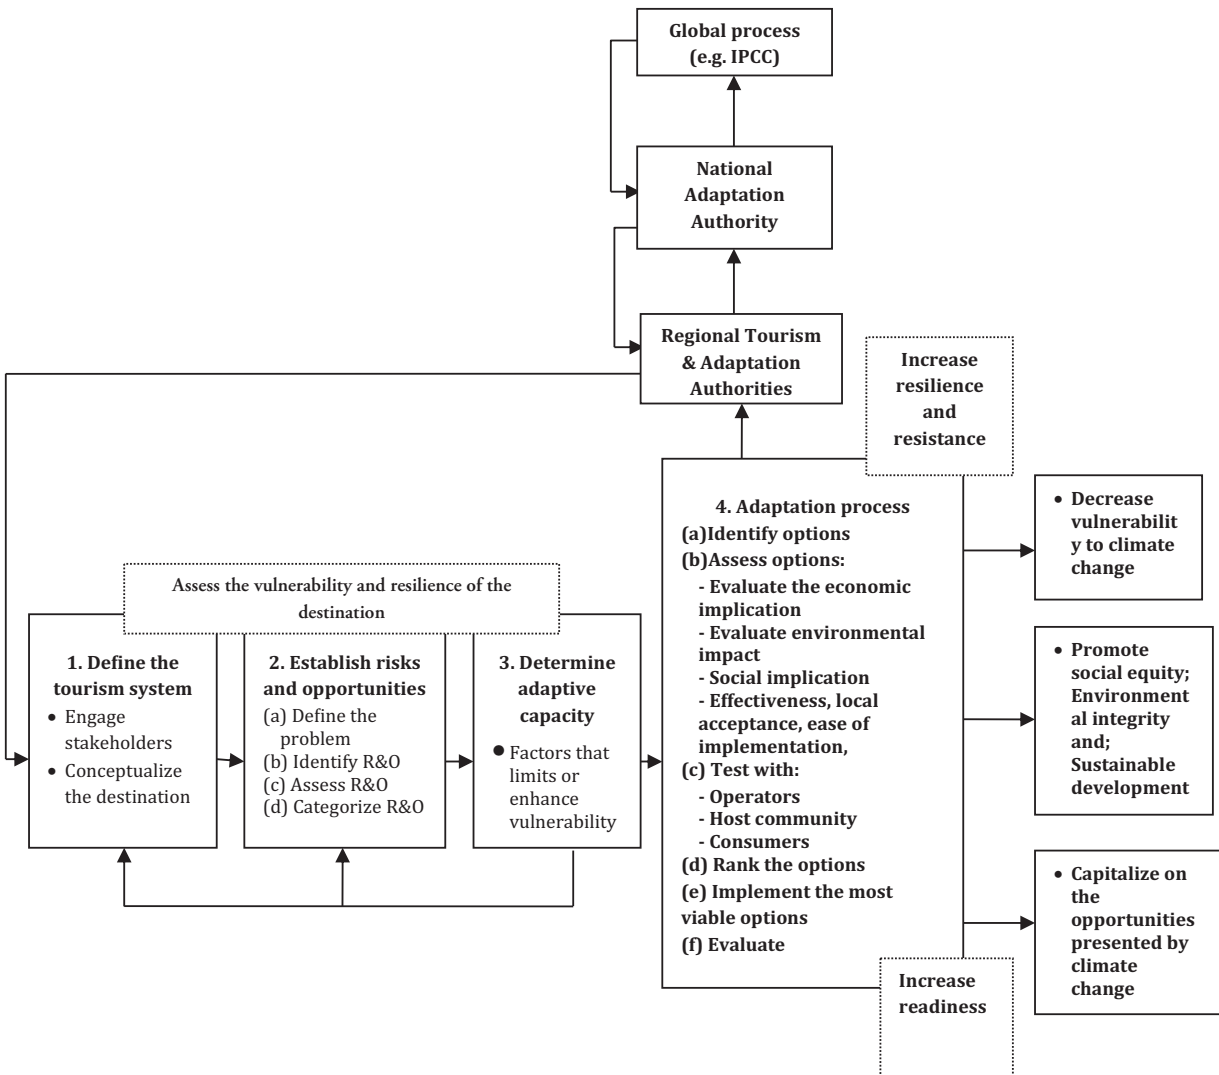 Global process
(e.g. IPCC)
National
Adaptation
Authority
Regional Tourism
& Adaptation
Authorities
Increase
resilience
and
resistance
Assess the vulnerability and resilience of the
destination
1. Define the
tourism system
• Engage
stakeholders
• Conceptualize
the destination
2. Establish risks
and opportunities
(a) Define the
problem
(b) Identify R&O
(c) Assess R&O
(d) Categorize R&O
3. Determine
adaptive
capacity
• Factors that
limits or
enhance
vulnerability
4. Adaptation process
(a)Identify options
(b)Assess options:
- Evaluate the economic
implication
- Evaluate environmental
impact
- Social implication
- Effectiveness, local
acceptance, ease of
implementation,
(c) Test with:
- Operators
- Host community
- Consumers
(d) Rank the options
(e) Implement the most
viable options
(f) Evaluate
• Decrease
vulnerabilit
y to climate
change
• Promote
social equity;
Environment
al integrity
and;
Sustainable
development
• Capitalize on
the
opportunities
presented by
climate
change
Increase
readiness